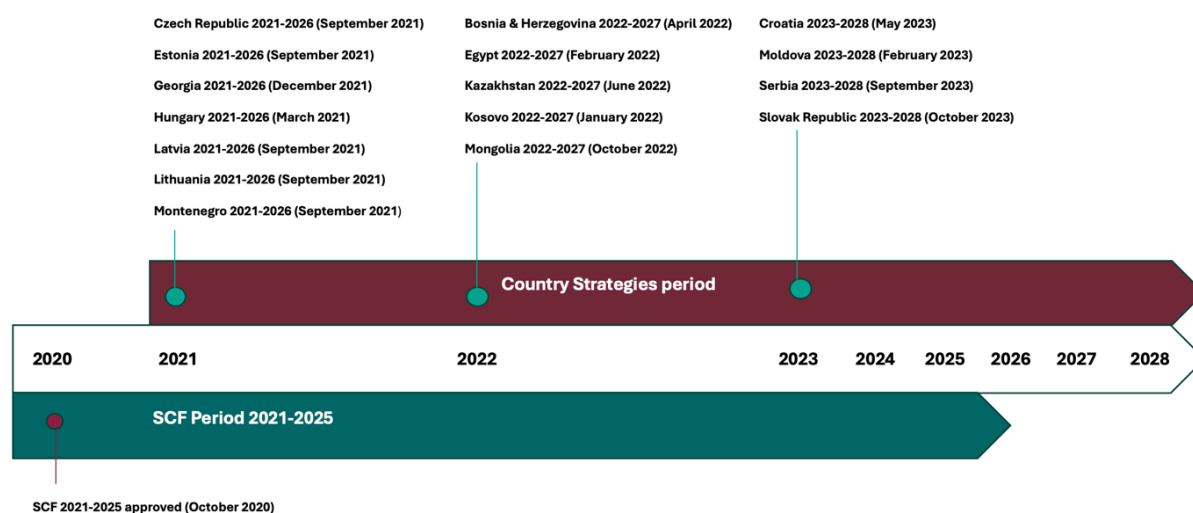 Czech Republic 2021-2026 (September 2021)
Estonia 2021-2026 (September 2021)
Georgia 2021-2026 (December 2021)
Hungary 2021-2026 (March 2021)
Latvia 2021-2026 (September 2021)
Lithuania 2021-2026 (September 2021)
Montenegro 2021-2026 (September 2021)
Bosnia & Herzegovina 2022-2027 (April 2022)
Egypt 2022-2027 (February 2022)
Kazakhstan 2022-2027 (June 2022)
Kosovo 2022-2027 (January 2022)
Mongolia 2022-2027 (October 2022)
Croatia 2023-2028 (May 2023)
Moldova 2023-2028 (February 2023)
Serbia 2023-2028 (September 2023)
Slovak Republic 2023-2028 (October 2023)
Country Strategies period
2020 2021 2022 2023 2024 2025 2026 2027 2028
SCF Period 2021-2025
SCF 2021-2025 approved (October 2020)